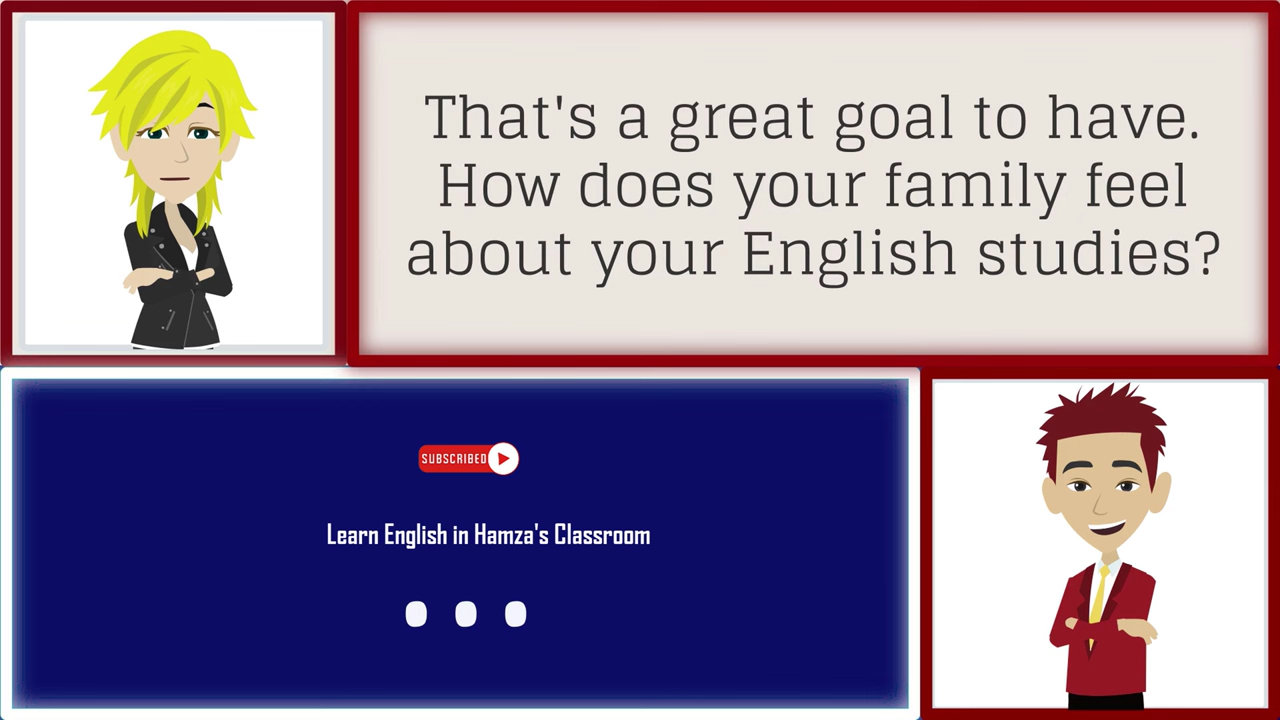 That's a great goal to have.
How does your family feel
about your English studies?
SUBSCRIBED
Learn English in Hamza's Classroom